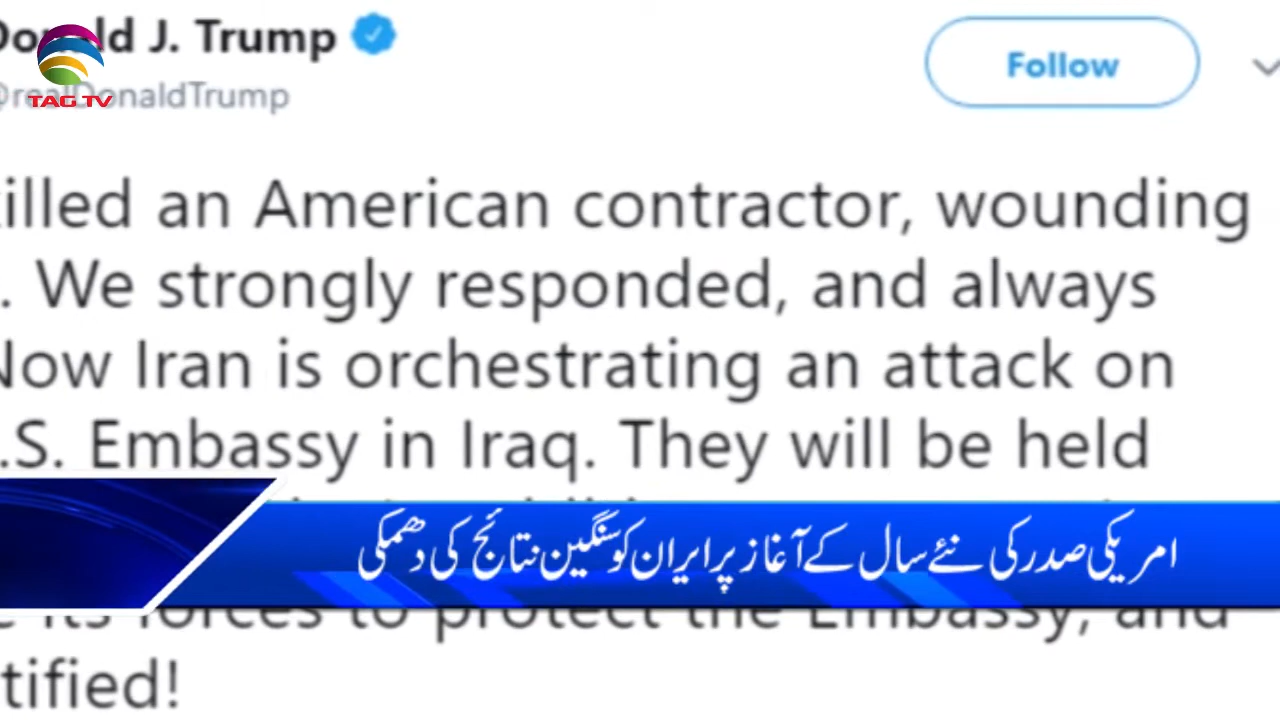 Donald J. Trump
@realDonaldTrump
TAG TV
Follow
killed an American contractor, wounding
. We strongly responded, and always
Now Iran is orchestrating an attack on
U.S. Embassy in Iraq. They will be held
امریکی صدر کی نئے سال کے آغاز پر ایران کو سنگین نتائج کی دھمکی
its forces to protect the Embassy, and
tified!